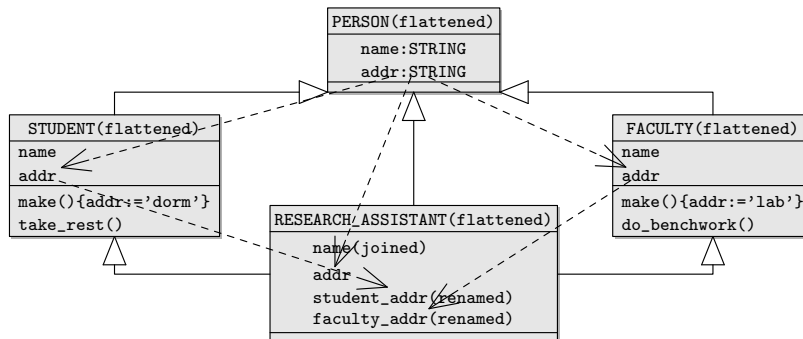 PERSON(flattened)
name:STRING
addr:STRING
STUDENT(flattened)
name
addr
make(){addr:='dorm'}
take_rest()
FACULTY(flattened)
name
addr
make(){addr:='lab'}
do_benchwork()
RESEARCH_ASSISTANT(flattened)
name(joined)
addr
student_addr(renamed)
faculty_addr(renamed)